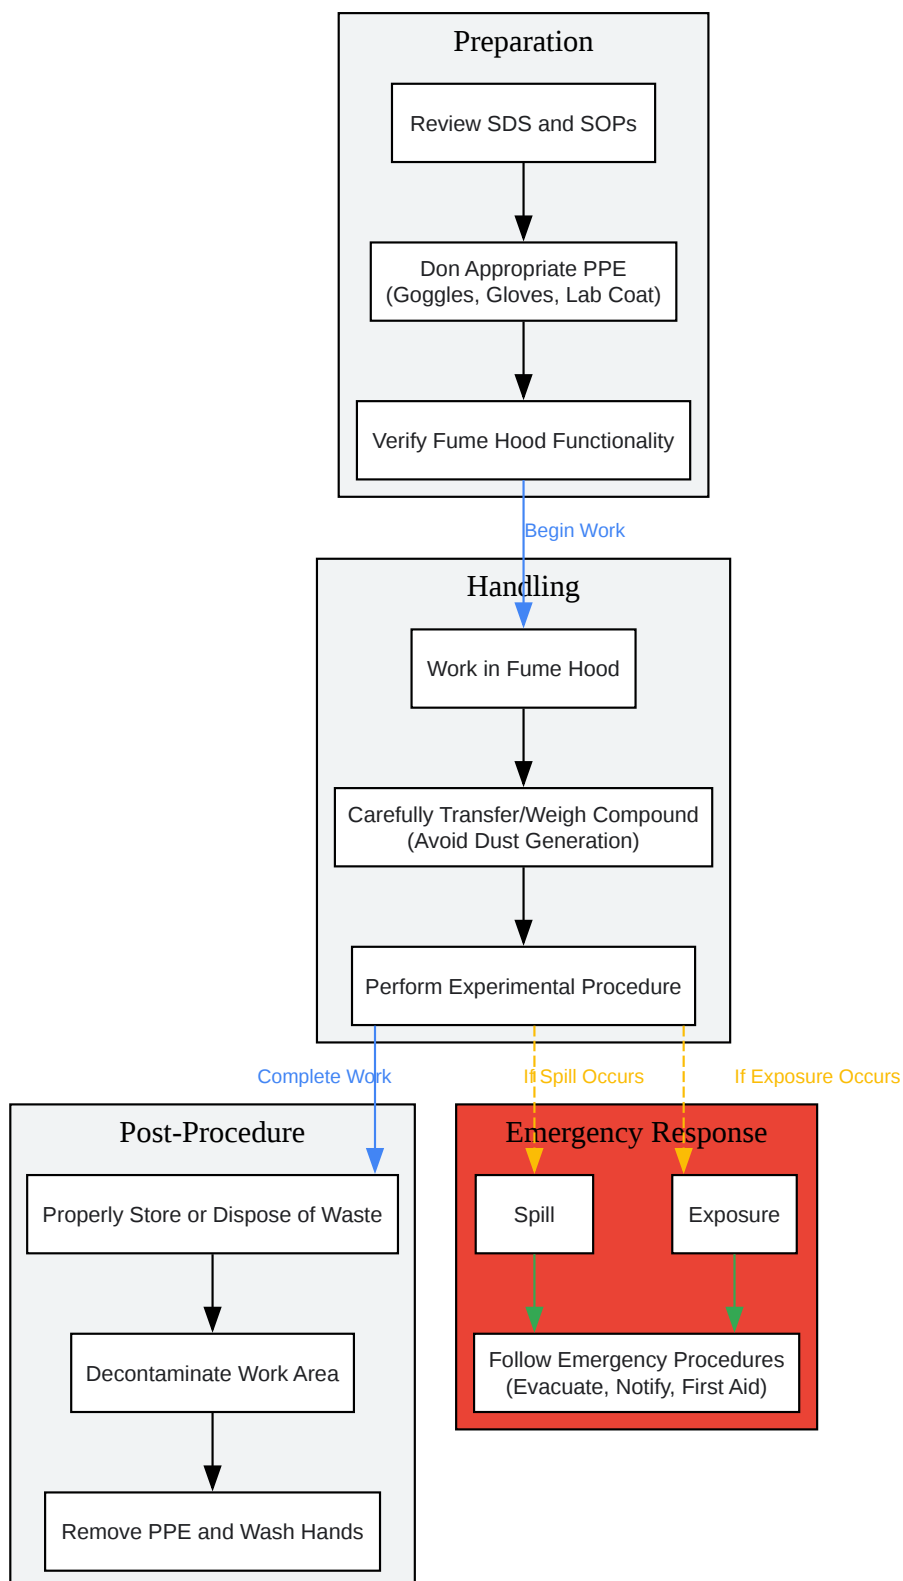 Preparation
Review SDS and SOPs
Don Appropriate PPE
(Goggles, Gloves, Lab Coat)
Verify Fume Hood Functionality
Begin Work
Handling
Work in Fume Hood
Carefully Transfer/Weigh Compound
(Avoid Dust Generation)
Perform Experimental Procedure
Complete Work
If Spill Occurs
If Exposure Occurs
Post-Procedure
Properly Store or Dispose of Waste
Decontaminate Work Area
Remove PPE and Wash Hands
Emergency Response
Spill
Exposure
Follow Emergency Procedures
(Evacuate, Notify, First Aid)